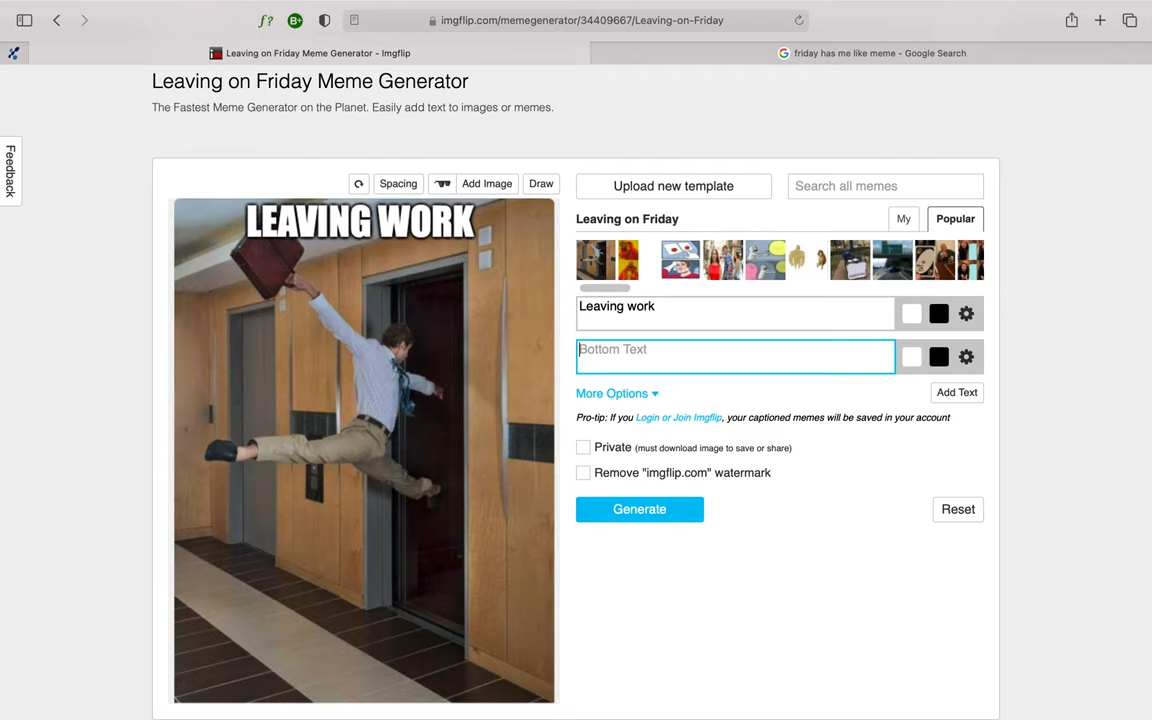 f?
B+
imgflip.com/memegenerator/34409667/Leaving-on-Friday
Leaving on Friday Meme Generator - Imgflip
friday has me like meme - Google Search
Leaving on Friday Meme Generator
The Fastest Meme Generator on the Planet. Easily add text to images or memes.
Feedback
Spacing
Add Image
Draw
Upload new template
Search all memes
LEAVING WORK
Leaving on Friday
My
Popular
Leaving work
Bottom Text
More Options
Add Text
Pro-tip: If you Login or Join Imgflip, your captioned memes will be saved in your account
Private (must download image to save or share)
Remove "imgflip.com" watermark
Generate
Reset